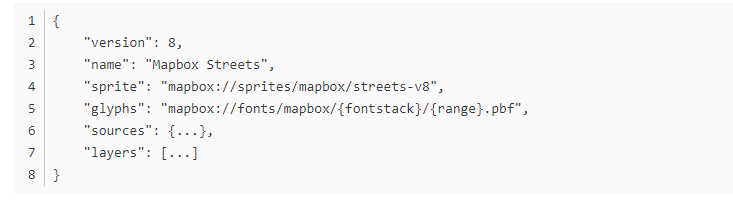 1 {
2 "version": 8,
3 "name": "Mapbox Streets",
4 "sprite": "mapbox://sprites/mapbox/streets-v8",
5 "glyphs": "mapbox://fonts/mapbox/{fontstack}/{range}.pbf",
6 "sources": {...},
7 "layers": [...]
8 }